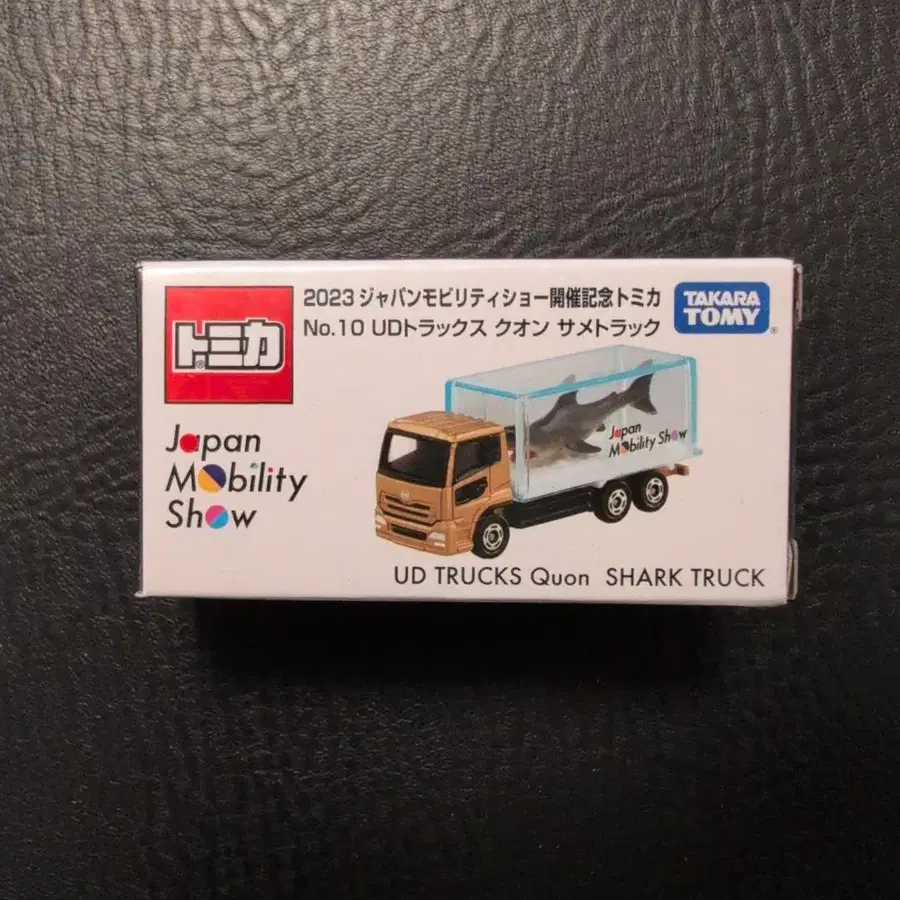 トミカ®
2023 ジャパンモビリティショー開催記念トミカ
No.10 UDトラックス クオン サメトラック
TAKARA
TOMY®
Japan
Mobility
Show
Japan
Mobility Show
UD TRUCKS Quon SHARK TRUCK